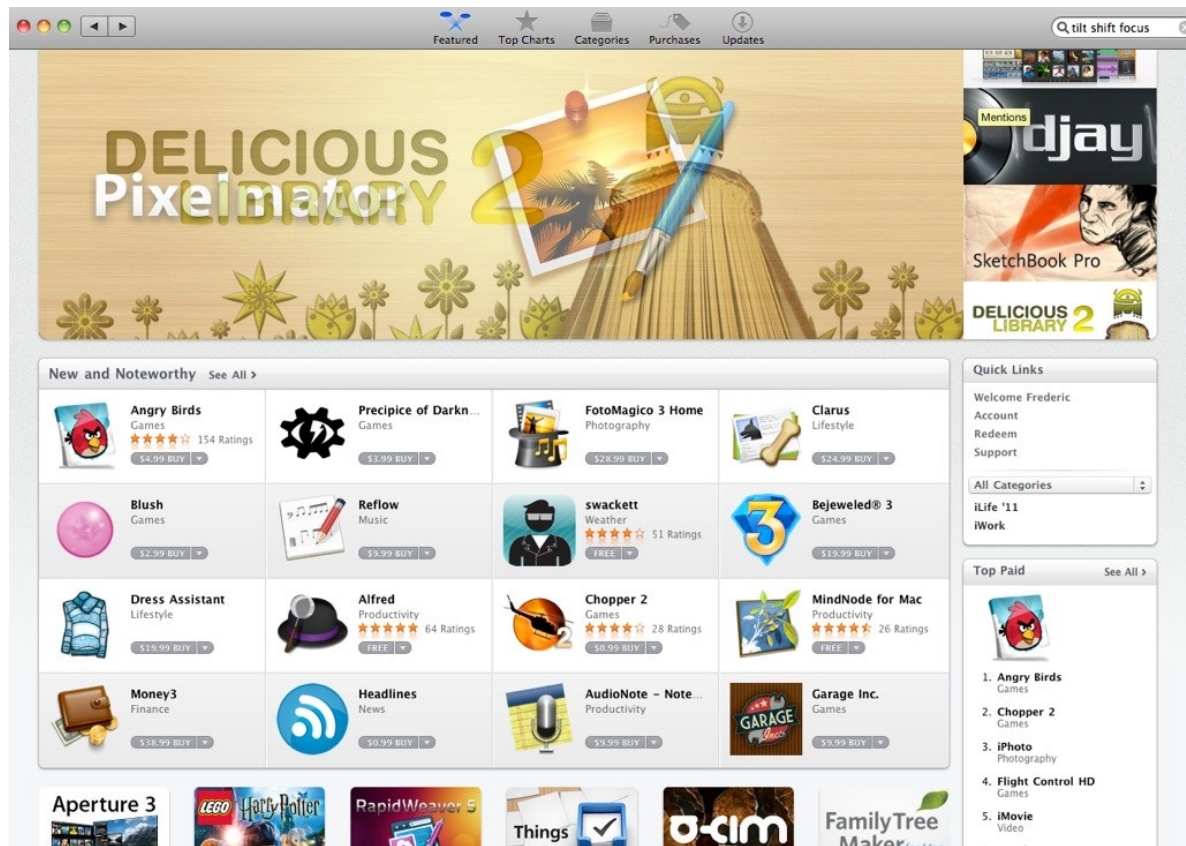 Featured
Top Charts
Categories
Purchases
Updates
tilt shift focus
DELICIOUS
LIBRARY 2
Pixelmator
Mentions
djay
SketchBook Pro
DELICIOUS
LIBRARY 2
New and Noteworthy See All >
Angry Birds
Games
154 Ratings
$4.99 BUY
Precipice of Darkn...
Games
$3.99 BUY
FotoMagico 3 Home
Photography
$28.99 BUY
Clarus
Lifestyle
$24.99 BUY
Blush
Games
$2.99 BUY
Reflow
Music
$9.99 BUY
swackett
Weather
51 Ratings
FREE
3
Bejeweled® 3
Games
$19.99 BUY
Dress Assistant
Lifestyle
$19.99 BUY
Alfred
Productivity
64 Ratings
FREE
2
Chopper 2
Games
28 Ratings
$0.99 BUY
MindNode for Mac
Productivity
26 Ratings
FREE
Money3
Finance
$38.99 BUY
Headlines
News
$0.99 BUY
AudioNote – Note...
Productivity
$9.99 BUY
GARAGE
Inc.
Garage Inc.
Games
$9.99 BUY
Quick Links
Welcome Frederic
Account
Redeem
Support
All Categories
iLife '11
iWork
Top Paid See All >
1. Angry Birds
Games
2. Chopper 2
Games
3. iPhoto
Photography
4. Flight Control HD
Games
5. iMovie
Video
Aperture 3
LEGO Harry Potter
RapidWeaver 5
Things
FamilyTree
Maker